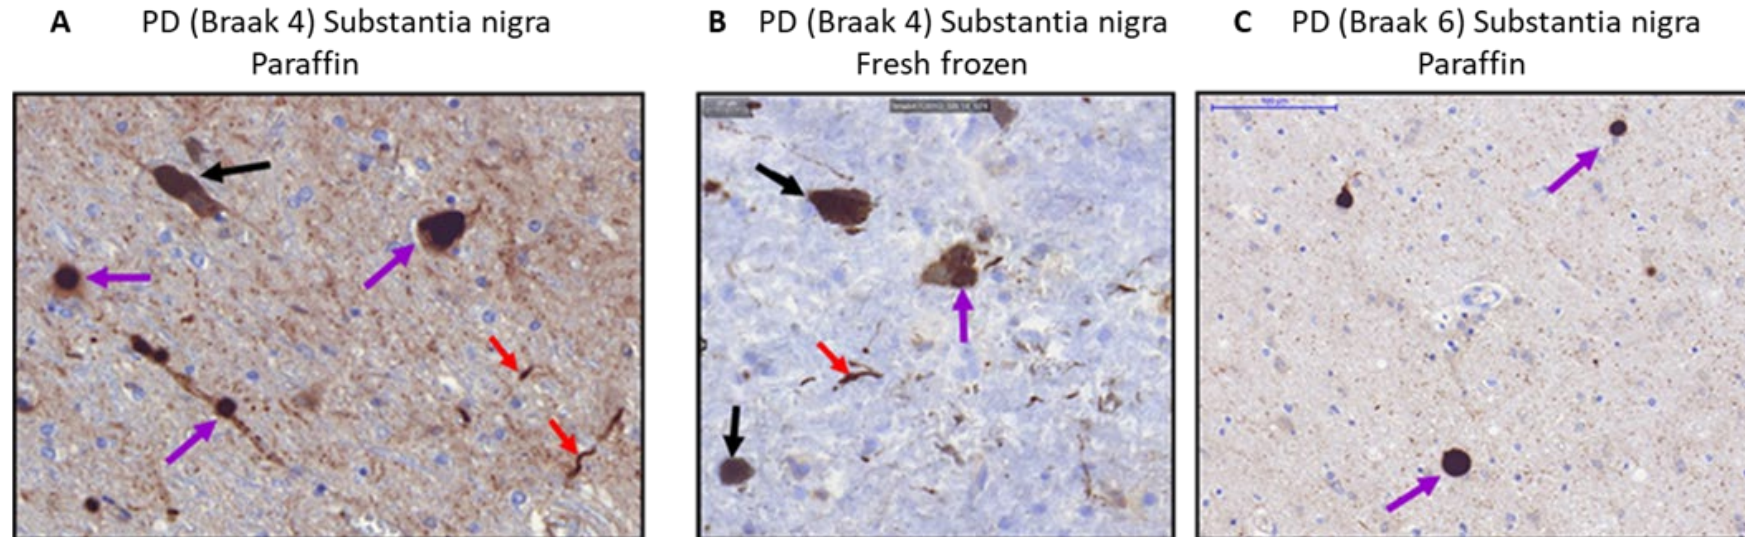 A PD (Braak 4) Substantia nigra
Paraffin
B PD (Braak 4) Substantia nigra
Fresh frozen
C PD (Braak 6) Substantia nigra
Paraffin